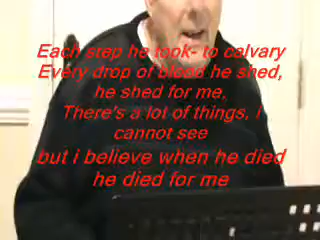 Each step he took- to calvary
Every drop of blood he shed,
he shed for me,
There's a lot of things, i
cannot see
but i believe when he died
he died for me